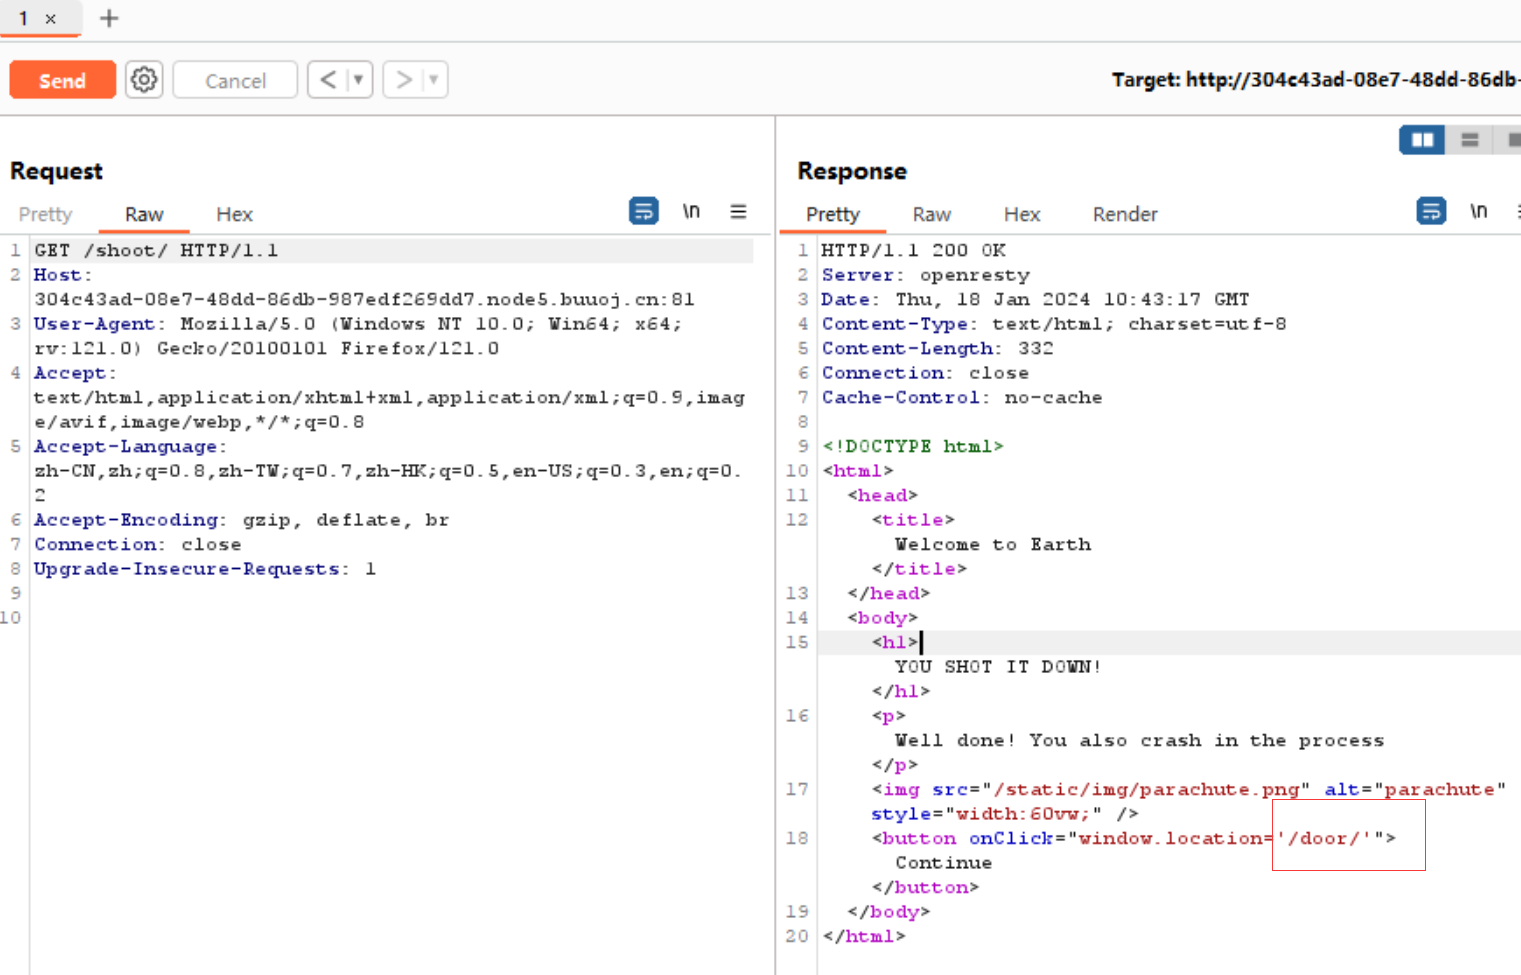 1 × +
Send Cancel < ▼ > ▼ Target: http://304c43ad-08e7-48dd-86db-
Request
Pretty Raw Hex \n
1 GET /shoot/ HTTP/1.1
2 Host:
304c43ad-08e7-48dd-86db-987edf269dd7.node5.buuoj.cn:81
3 User-Agent: Mozilla/5.0 (Windows NT 10.0; Win64; x64;
rv:121.0) Gecko/20100101 Firefox/121.0
4 Accept:
text/html,application/xhtml+xml,application/xml;q=0.9,imag
e/avif,image/webp,*/*;q=0.8
5 Accept-Language:
zh-CN,zh;q=0.8,zh-TW;q=0.7,zh-HK;q=0.5,en-US;q=0.3,en;q=0.
2
6 Accept-Encoding: gzip, deflate, br
7 Connection: close
8 Upgrade-Insecure-Requests: 1
9
10
Response
Pretty Raw Hex Render \n
1 HTTP/1.1 200 OK
2 Server: openresty
3 Date: Thu, 18 Jan 2024 10:43:17 GMT
4 Content-Type: text/html; charset=utf-8
5 Content-Length: 332
6 Connection: close
7 Cache-Control: no-cache
8
9 <!DOCTYPE html>
10 <html>
11 <head>
12 <title>
Welcome to Earth
</title>
13 </head>
14 <body>
15 <h1>
YOU SHOT IT DOWN!
</h1>
16 <p>
Well done! You also crash in the process
</p>
17 <img src="/static/img/parachute.png" alt="parachute"
style="width:60vw;" />
18 <button onClick="window.location='/door/'">
Continue
</button>
19 </body>
20 </html>